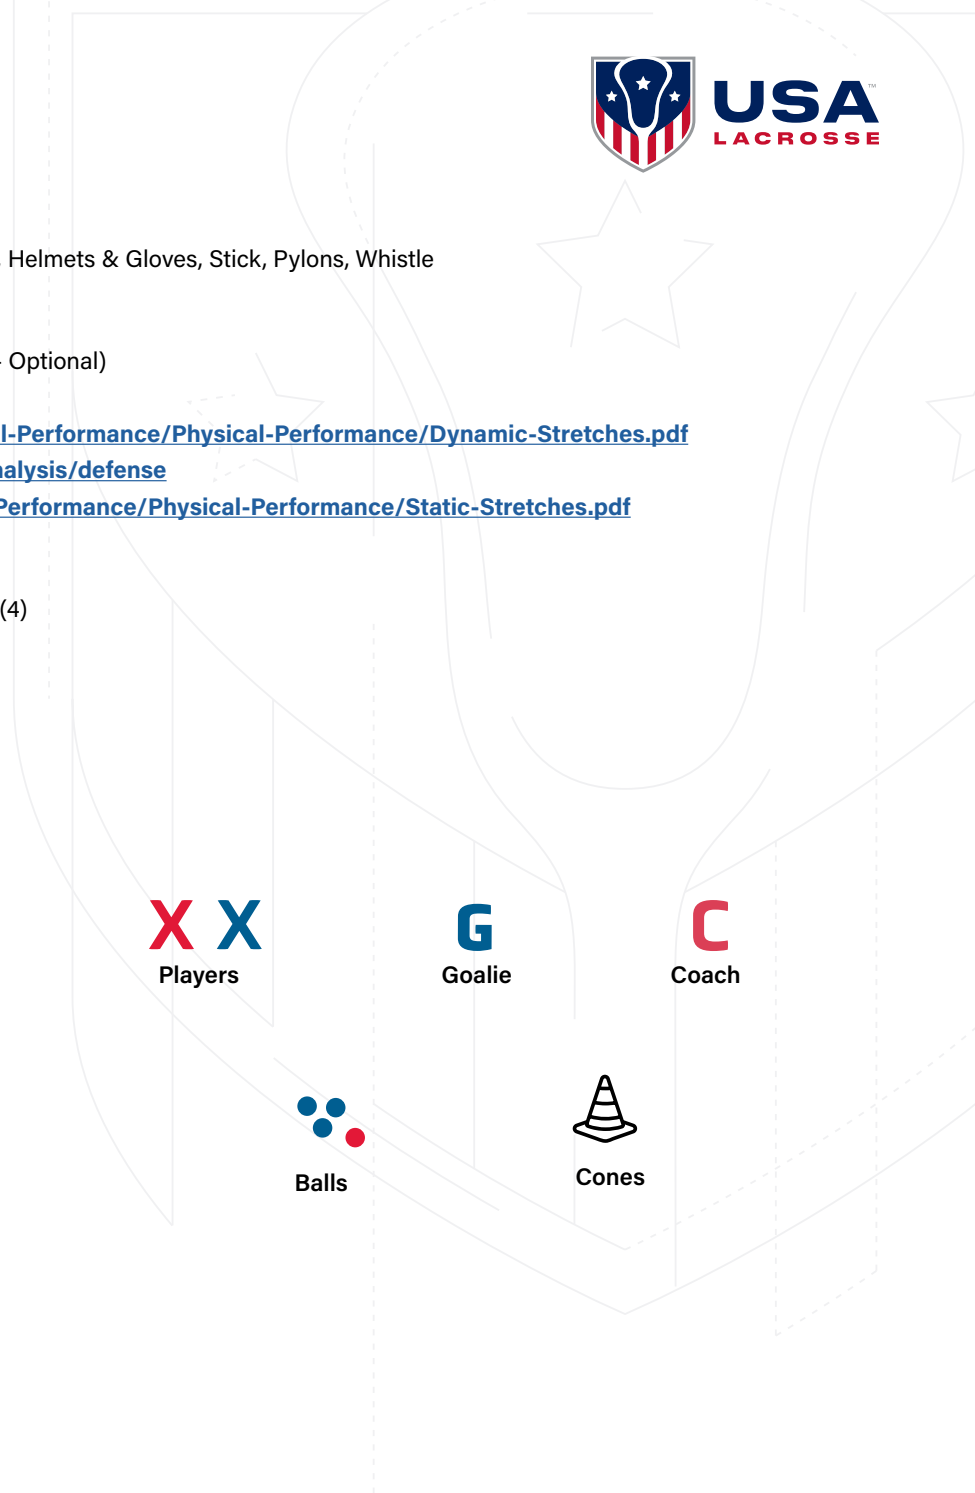 USA
LACROSSE
Helmets & Gloves, Stick, Pylons, Whistle
- Optional)
l-Performance/Physical-Performance/Dynamic-Stretches.pdf
nalysis/defense
Performance/Physical-Performance/Static-Stretches.pdf
(4)
X X G C
Players Goalie Coach
Balls Cones